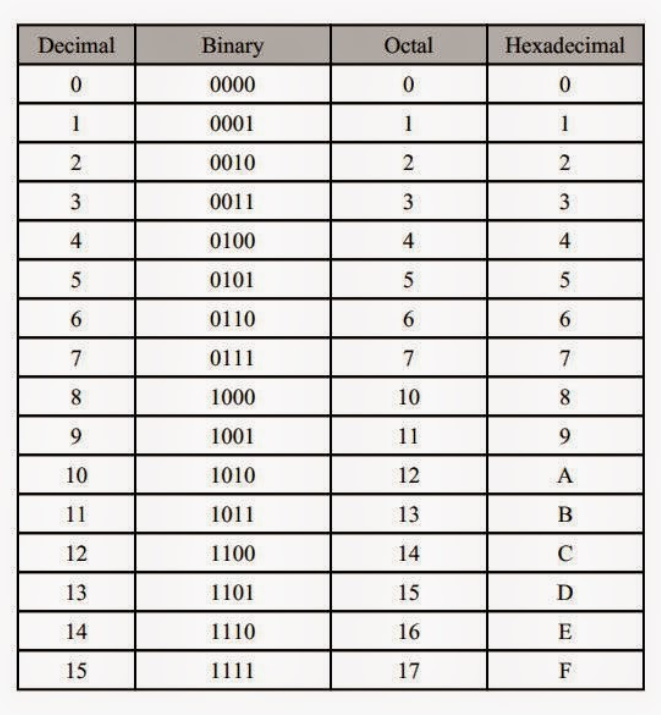 Decimal Binary Octal Hexadecimal
0 0000 0 0
1 0001 1 1
2 0010 2 2
3 0011 3 3
4 0100 4 4
5 0101 5 5
6 0110 6 6
7 0111 7 7
8 1000 10 8
9 1001 11 9
10 1010 12 A
11 1011 13 B
12 1100 14 C
13 1101 15 D
14 1110 16 E
15 1111 17 F